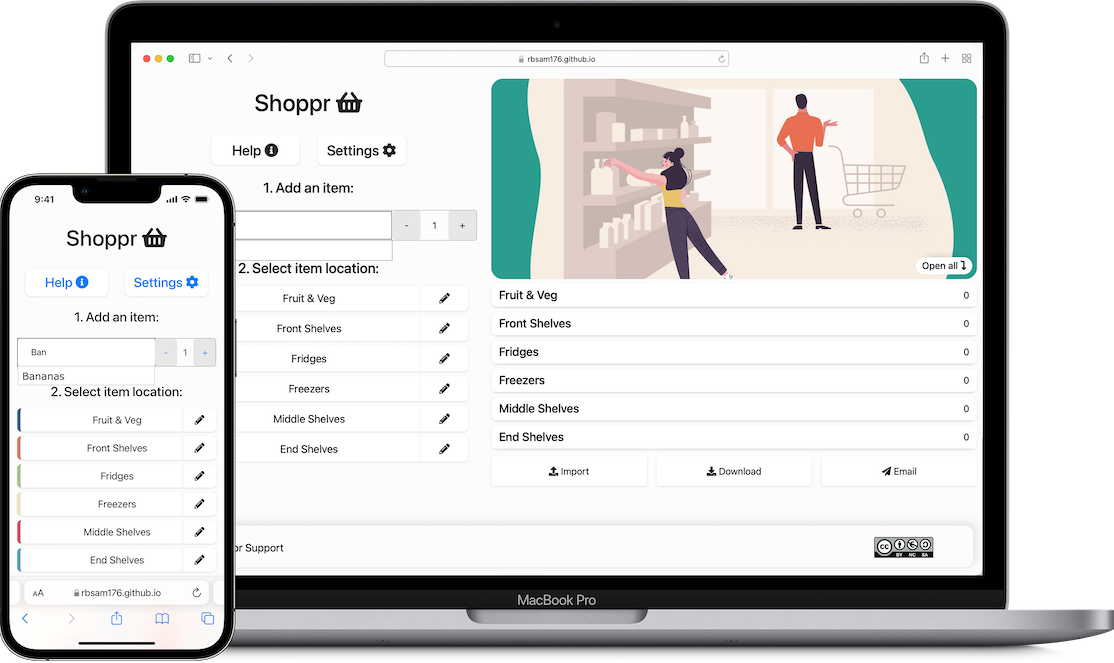 rbsam176.github.io
Shoppr
Help
Settings
1. Add an item:
- 1 +
2. Select item location:
Fruit & Veg
Front Shelves
Fridges
Freezers
Middle Shelves
End Shelves
Open all
Fruit & Veg 0
Front Shelves 0
Fridges 0
Freezers 0
Middle Shelves 0
End Shelves 0
Import
Download
Email
Support
CC BY NC SA
MacBook Pro
9:41
Shoppr
Help
Settings
1. Add an item:
Ban - 1 +
Bananas
2. Select item location:
Fruit & Veg
Front Shelves
Fridges
Freezers
Middle Shelves
End Shelves
AA rbsam176.github.io